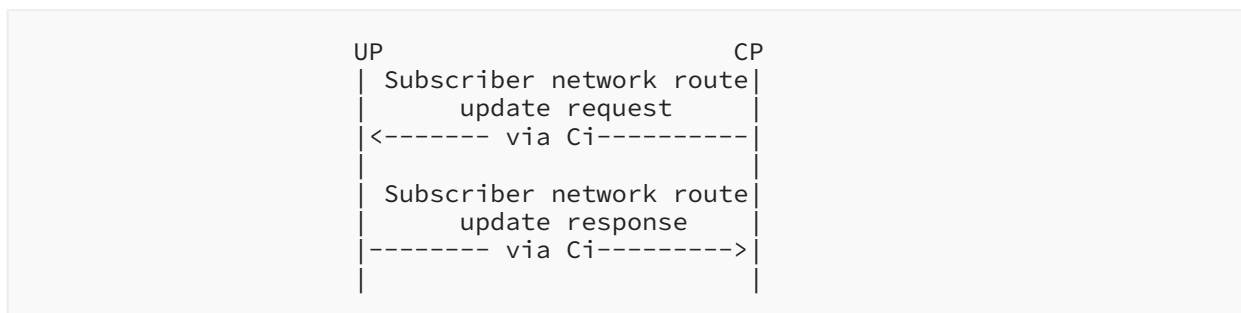 UP                                CP
| Subscriber network route|
|      update request     |
|<------- via Ci----------|
|                         |
| Subscriber network route|
|      update response    |
|-------- via Ci--------->|
|                         |